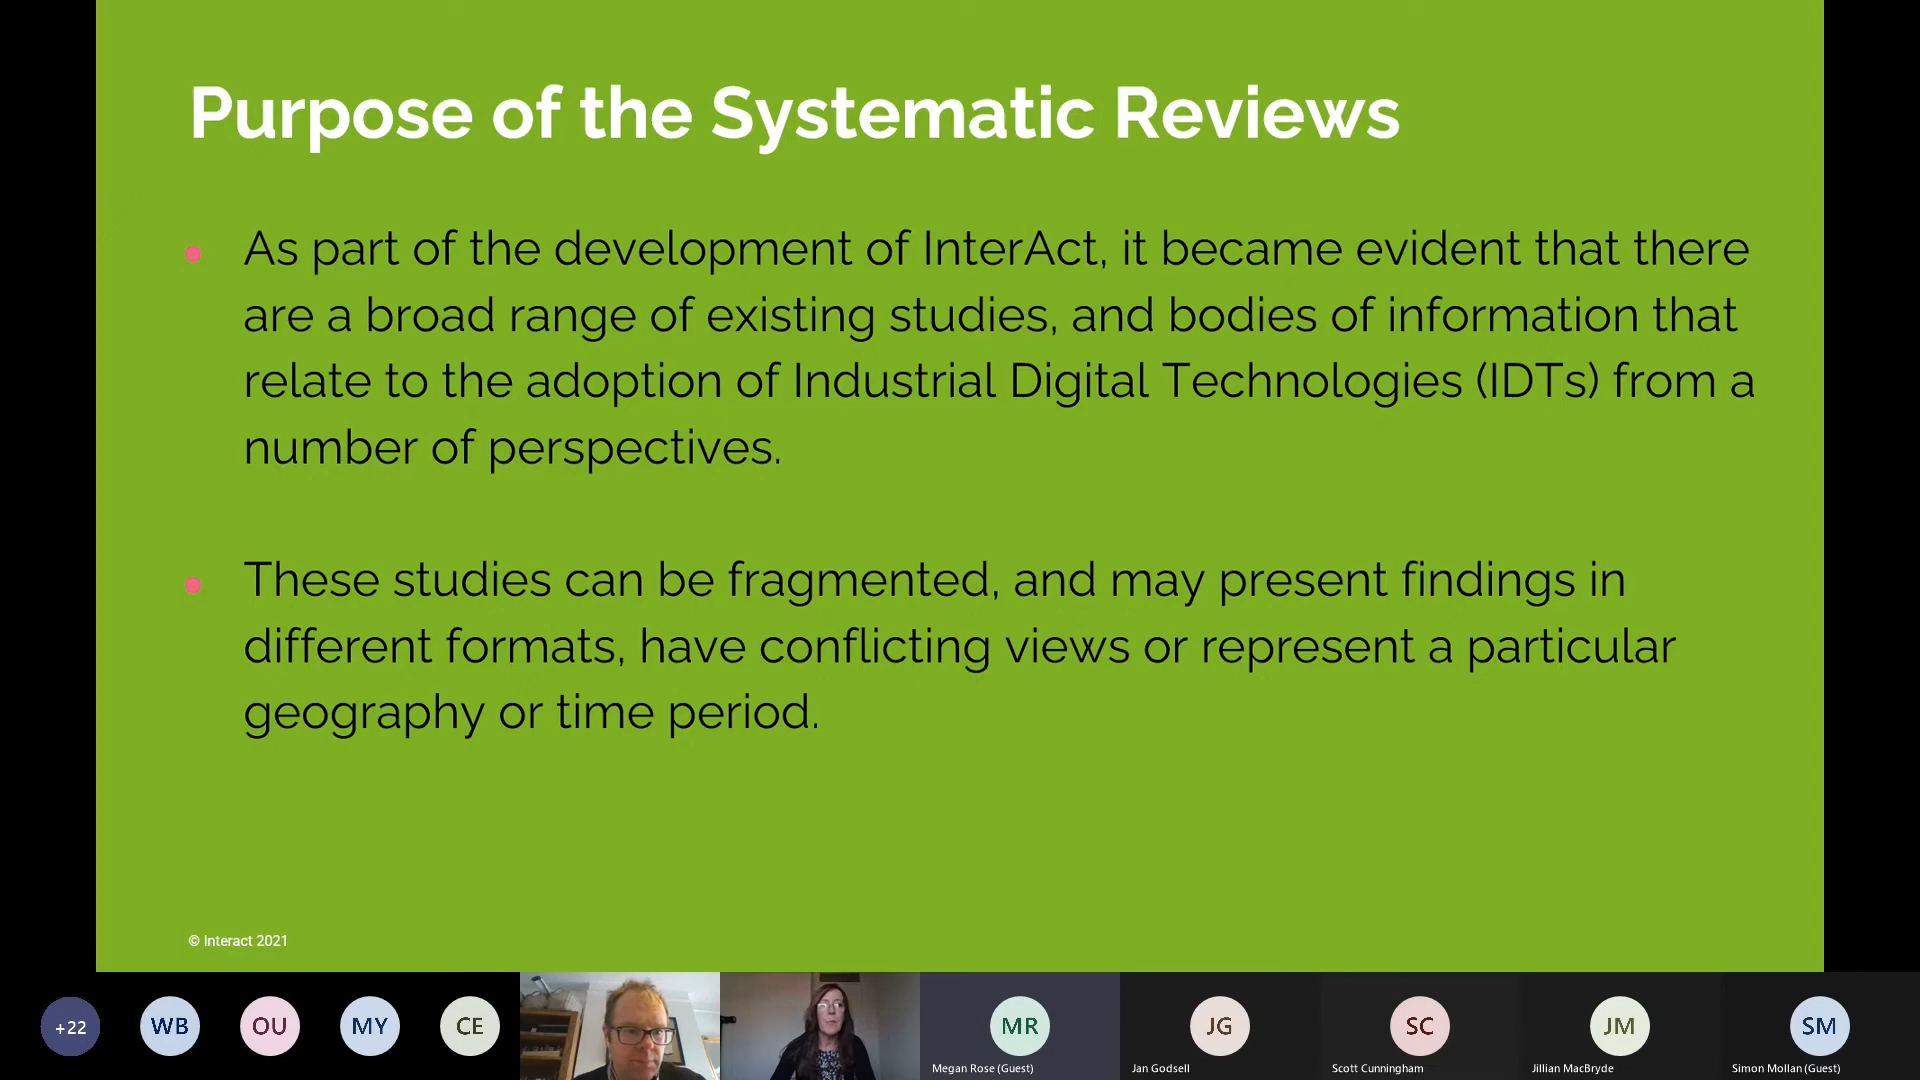 Purpose of the Systematic Reviews
• As part of the development of InterAct, it became evident that there
are a broad range of existing studies, and bodies of information that
relate to the adoption of Industrial Digital Technologies (IDTs) from a
number of perspectives.
• These studies can be fragmented, and may present findings in
different formats, have conflicting views or represent a particular
geography or time period.
© Interact 2021
+22
WB
OU
MY
CE
MR
JG
SC
JM
SM
Megan Rose (Guest)
Jan Godsell
Scott Cunningham
Jillian MacBryde
Simon Mollan (Guest)